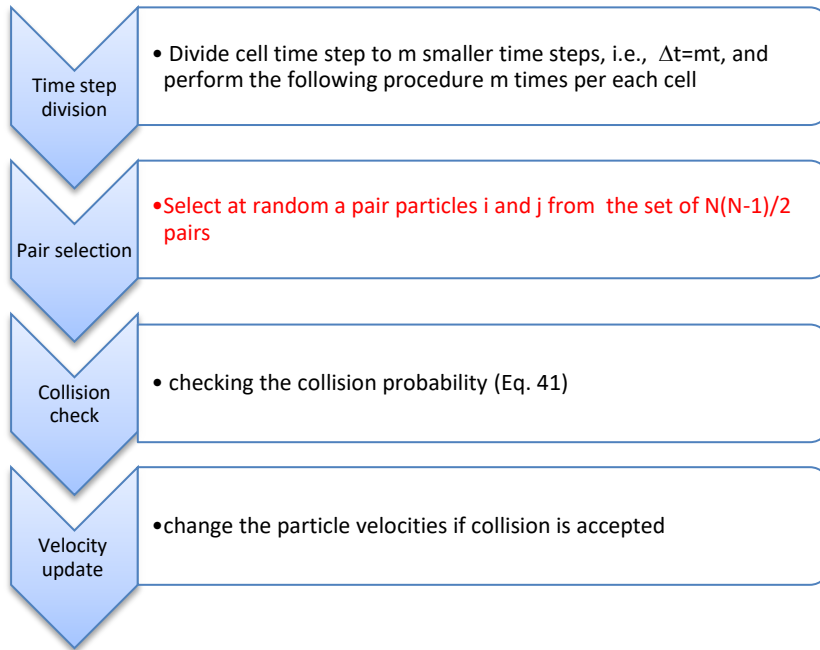 Time step
division
• Divide cell time step to m smaller time steps, i.e., Δt=mt, and
perform the following procedure m times per each cell
Pair selection
•Select at random a pair particles i and j from the set of N(N-1)/2
pairs
Collision
check
• checking the collision probability (Eq. 41)
Velocity
update
•change the particle velocities if collision is accepted